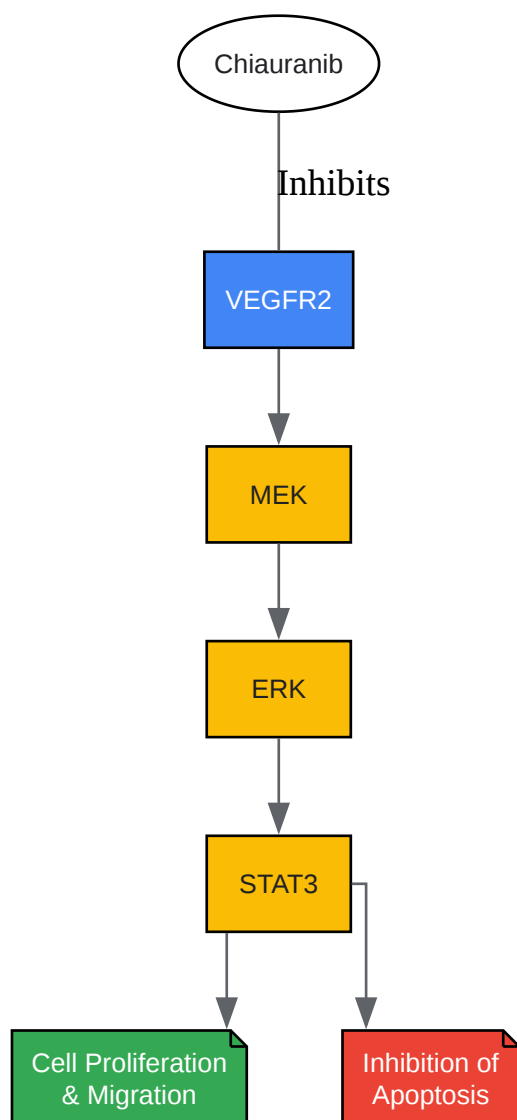 Chiauranib
Inhibits
VEGFR2
MEK
ERK
STAT3
Cell Proliferation
& Migration
Inhibition of
Apoptosis